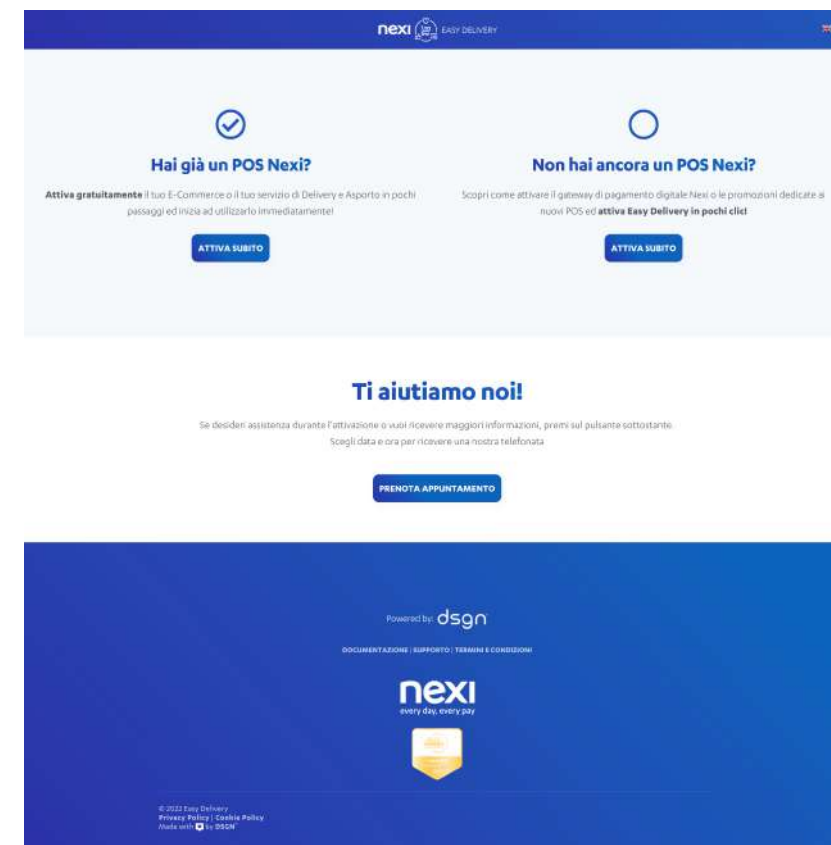 nexi EASY DELIVERY
Hai già un POS Nexi?
Attiva gratuitamente il tuo E-Commerce o il tuo servizio di Delivery e Asporto in pochi
passaggi ed inizia ad utilizzarlo immediatamente!
ATTIVA SUBITO
Non hai ancora un POS Nexi?
Scopri come attivare il gateway di pagamento digitale Nexi o le promozioni dedicate ai
nuovi POS ed attiva Easy Delivery in pochi clic!
ATTIVA SUBITO
Ti aiutiamo noi!
Se desideri assistenza durante l'attivazione o vuoi ricevere maggiori informazioni, premi sul pulsante sottostante.
Scegli data e ora per ricevere una nostra telefonata
PRENOTA APPUNTAMENTO
Powered by: dsgn
DOCUMENTAZIONE | SUPPORTO | TERMINI E CONDIZIONI
nexi
every day, every pay
© 2022 Easy Delivery
Privacy Policy | Cookie Policy
Made with by DSGN